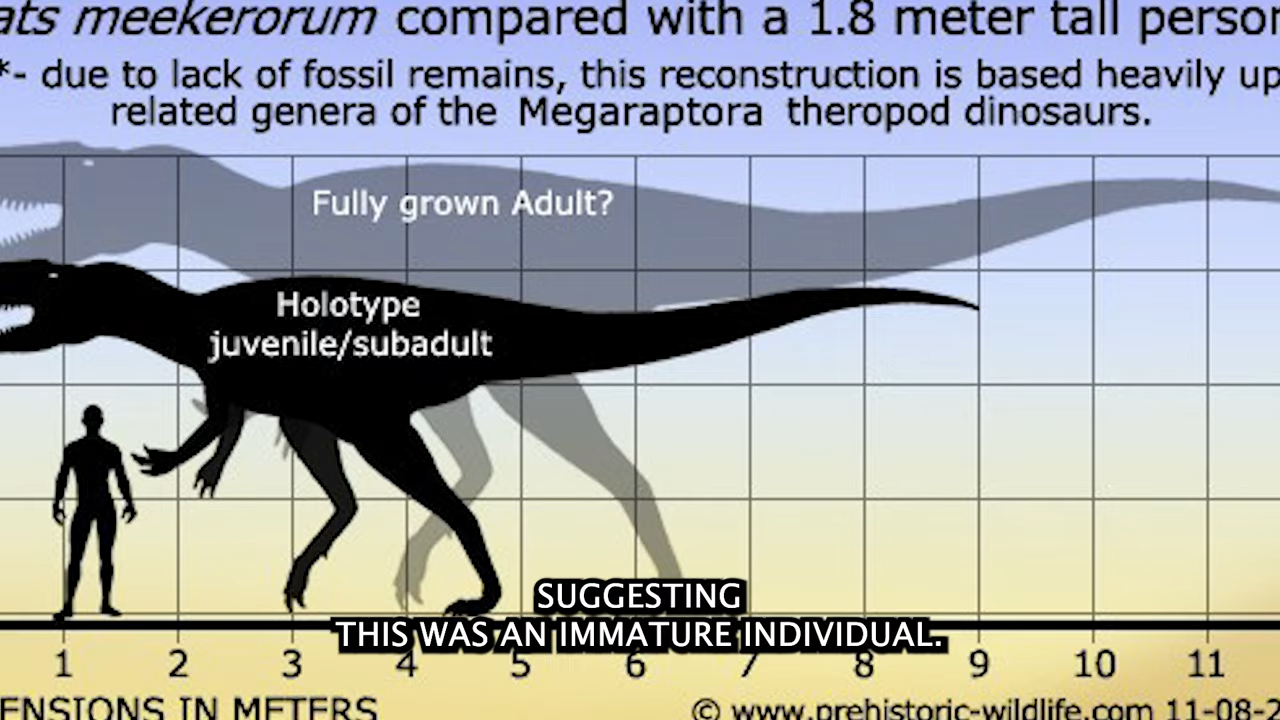 ats meekerorum compared with a 1.8 meter tall person
*- due to lack of fossil remains, this reconstruction is based heavily up
related genera of the Megaraptora theropod dinosaurs.
Fully grown Adult?
Holotype
juvenile/subadult
SUGGESTING
THIS WAS AN IMMATURE INDIVIDUAL.
1 2 3 4 5 6 7 8 9 10 11
ENSIONS IN METERS
© www.prehistoric-wildlife.com 11-08-2